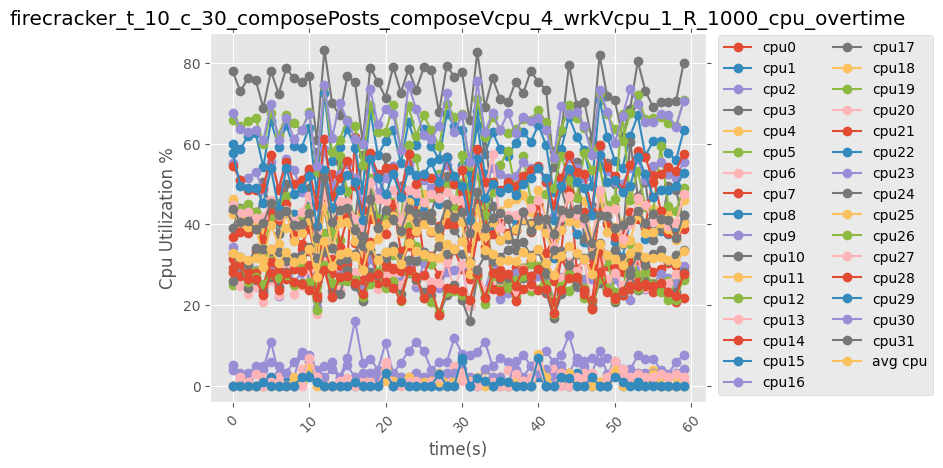 firecracker_t_10_c_30_composePosts_composeVcpu_4_wrkVcpu_1_R_1000_cpu_overtime
Cpu Utilization %
80
60
40
20
0
0
10
20
30
40
50
60
time(s)
cpu0
cpu1
cpu2
cpu3
cpu4
cpu5
cpu6
cpu7
cpu8
cpu9
cpu10
cpu11
cpu12
cpu13
cpu14
cpu15
cpu16
cpu17
cpu18
cpu19
cpu20
cpu21
cpu22
cpu23
cpu24
cpu25
cpu26
cpu27
cpu28
cpu29
cpu30
cpu31
avg cpu